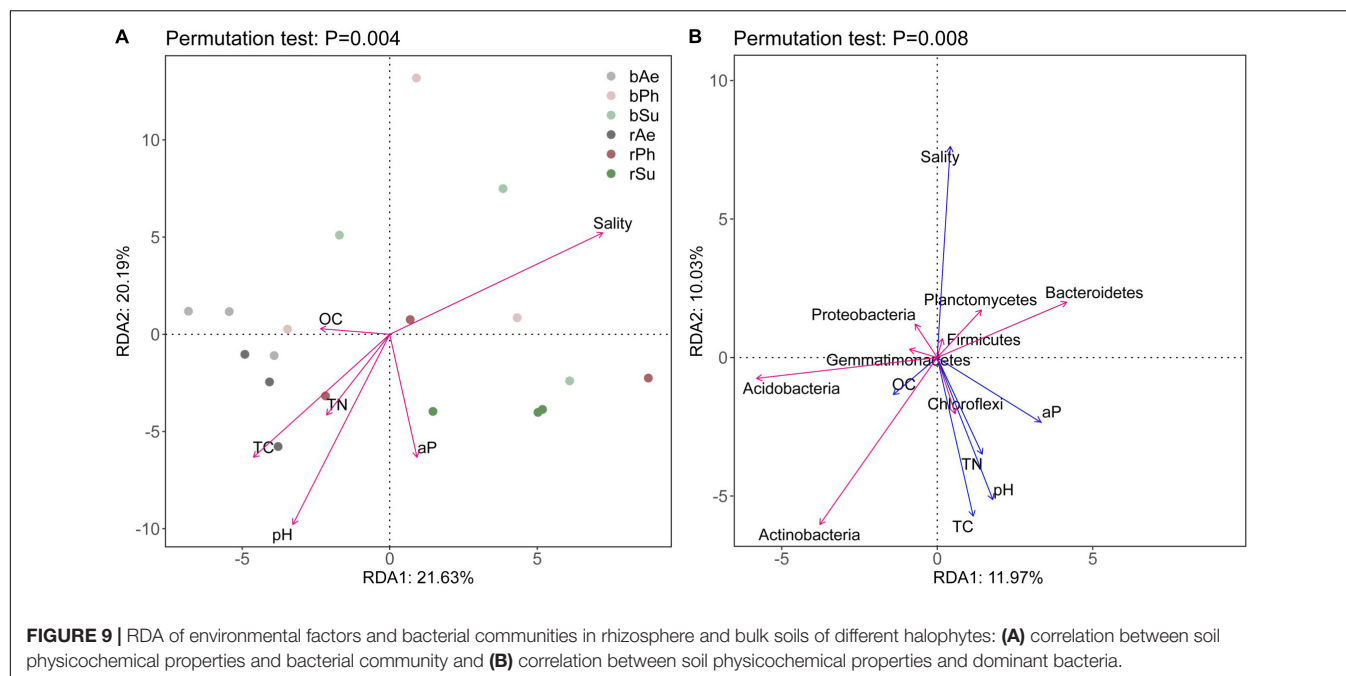 A
Permutation test: P=0.004
bAe
bPh
bSu
rAe
rPh
rSu
Sality
OC
TN
TC
aP
pH
10
5
0
-5
-10
RDA2: 20.19%
-5
0
5
RDA1: 21.63%
B
Permutation test: P=0.008
Sality
Bacteroidetes
Planctomycetes
Proteobacteria
Firmicutes
Gemmatimonadetes
Acidobacteria
OC
Chloroflexi
aP
TN
pH
TC
Actinobacteria
10
5
0
-5
RDA2: 10.03%
-5
0
5
RDA1: 11.97%
FIGURE 9 | RDA of environmental factors and bacterial communities in rhizosphere and bulk soils of different halophytes: (A) correlation between soil
physicochemical properties and bacterial community and (B) correlation between soil physicochemical properties and dominant bacteria.